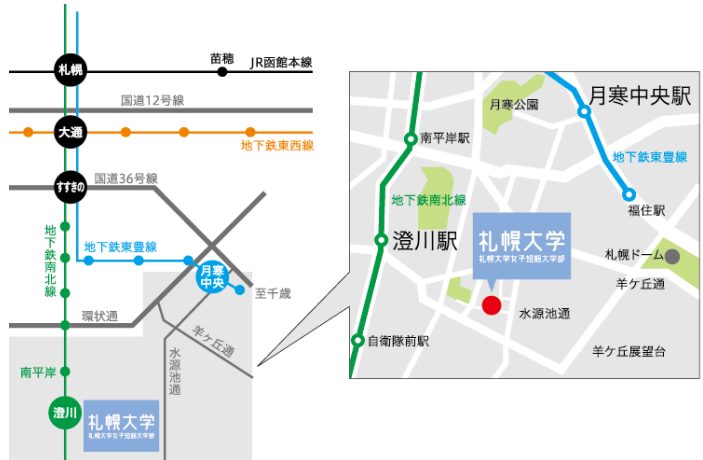 苗穂
JR函館本線
札幌
国道12号線
大通
地下鉄東西線
国道36号線
すすきの
地下鉄南北線
地下鉄東豊線
月寒
中央
至千歳
環状通
羊ケ丘通
水源池通
南平岸
澄川
札幌大学
札幌大学女子短期大学部
月寒公園
月寒中央駅
南平岸駅
地下鉄東豊線
地下鉄南北線
福住駅
澄川駅
札幌大学
札幌大学女子短期大学部
札幌ドーム
羊ケ丘通
水源池通
自衛隊前駅
羊ケ丘展望台